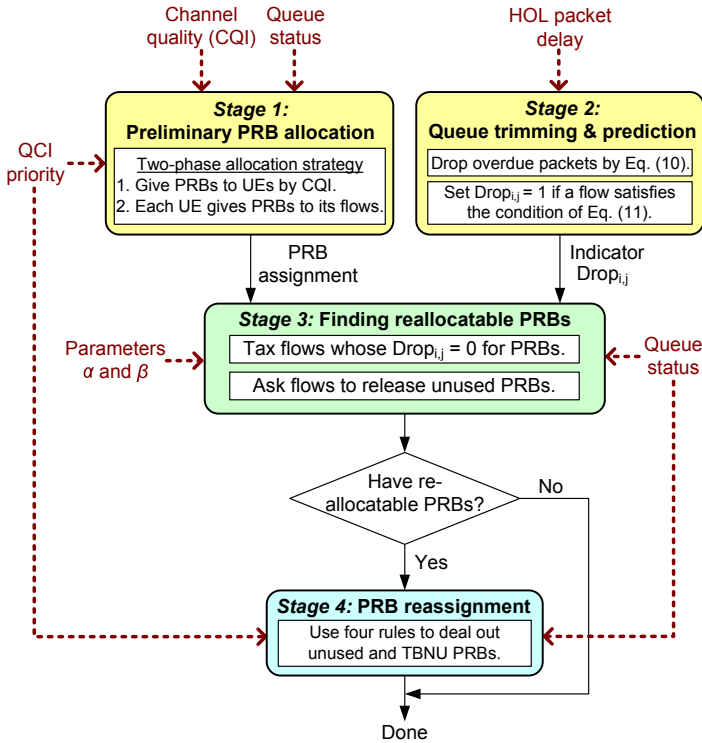 Channel
quality (CQI)
Queue
status
HOL packet
delay
QCI
priority
Stage 1:
Preliminary PRB allocation
Two-phase allocation strategy
1. Give PRBs to UEs by CQI.
2. Each UE gives PRBs to its flows.
Stage 2:
Queue trimming & prediction
Drop overdue packets by Eq. (10).
Set Drop_{i,j} = 1 if a flow satisfies
the condition of Eq. (11).
PRB
assignment
Indicator
Drop_{i,j}
Parameters
α and β
Stage 3: Finding reallocatable PRBs
Tax flows whose Drop_{i,j} = 0 for PRBs.
Ask flows to release unused PRBs.
Queue
status
Have re-
allocatable PRBs?
No
Yes
Stage 4: PRB reassignment
Use four rules to deal out
unused and TBNU PRBs.
Done